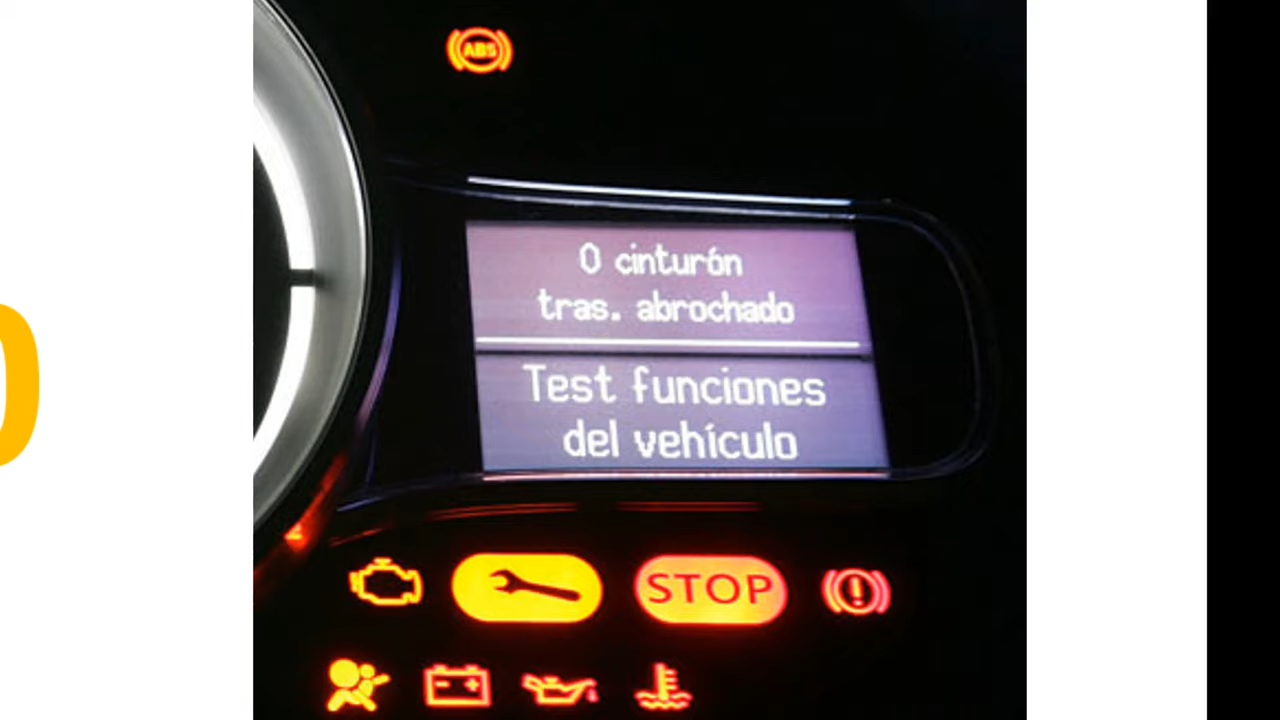 ABS
0 cinturón
tras. abrochado
Test funciones
del vehículo
STOP